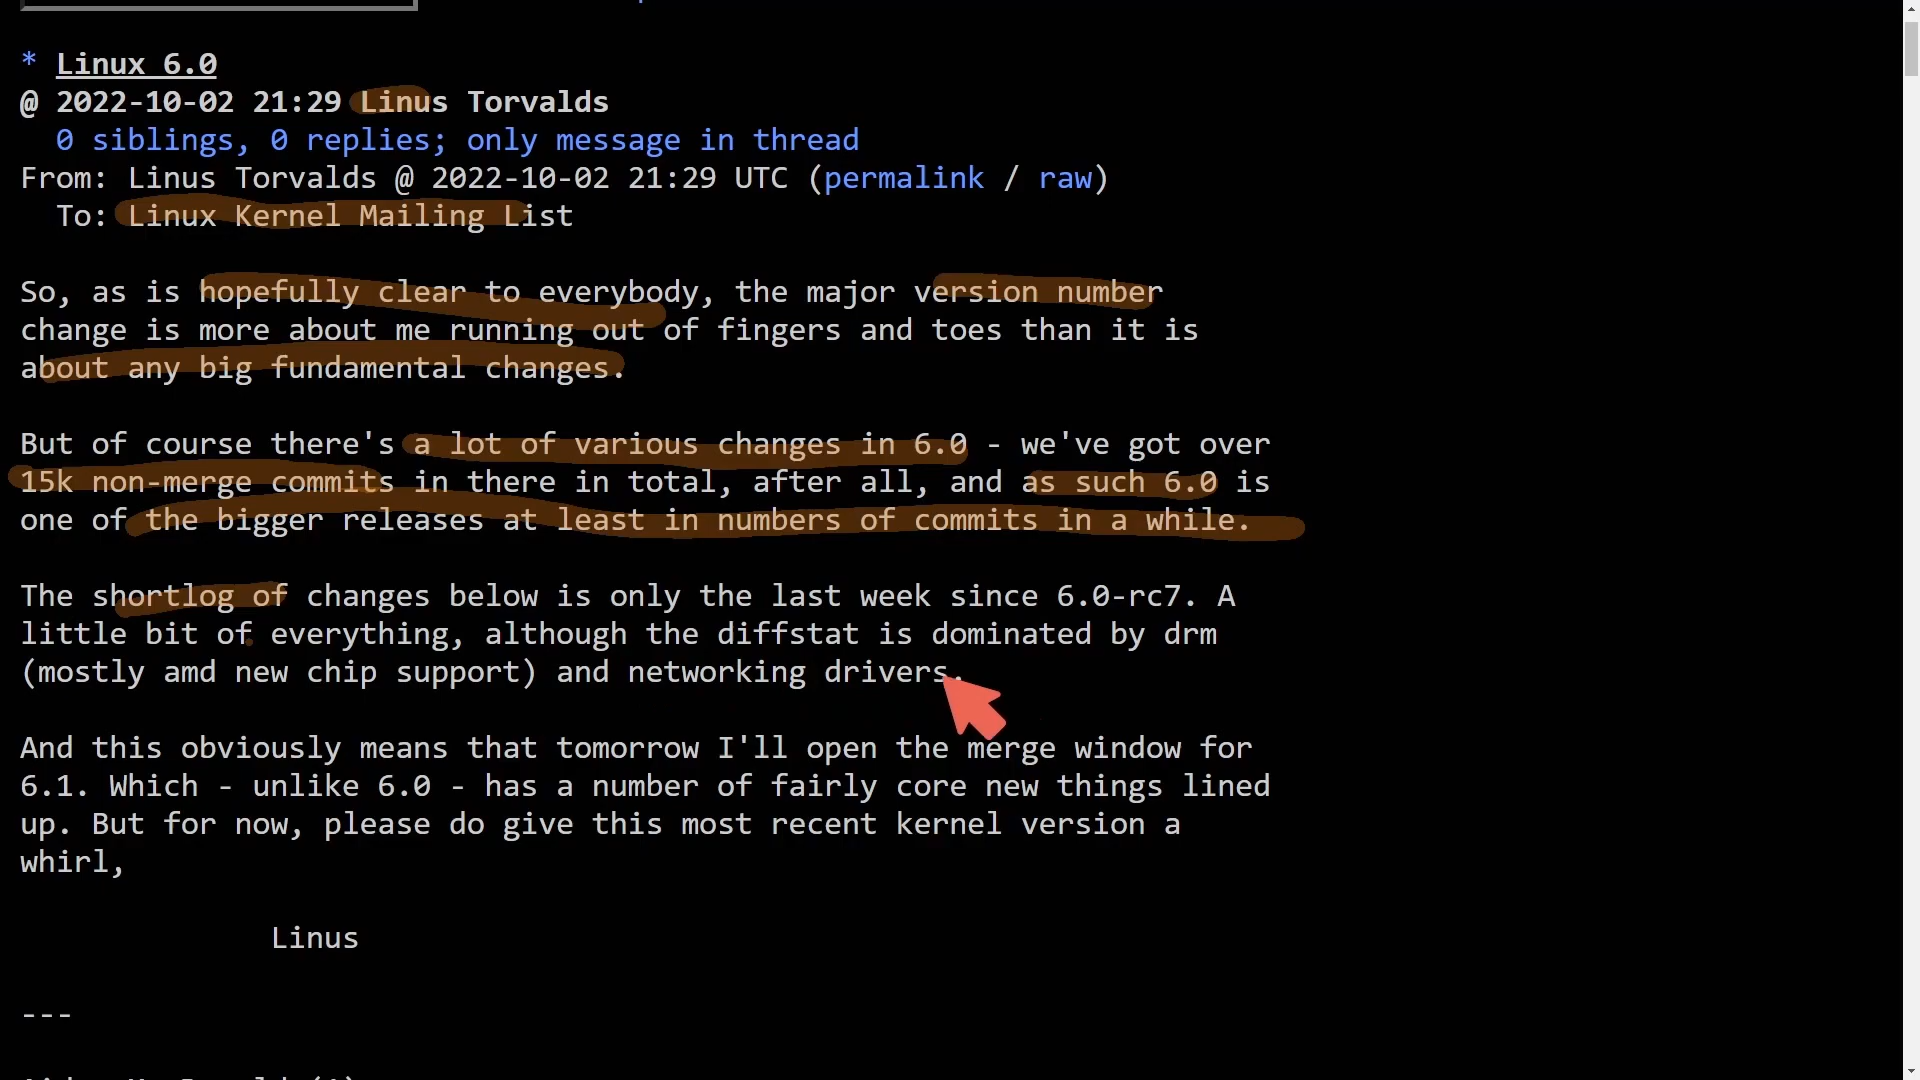 * Linux 6.0
@ 2022-10-02 21:29 Linus Torvalds
0 siblings, 0 replies; only message in thread
From: Linus Torvalds @ 2022-10-02 21:29 UTC (permalink / raw)
To: Linux Kernel Mailing List
So, as is hopefully clear to everybody, the major version number
change is more about me running out of fingers and toes than it is
about any big fundamental changes.
But of course there's a lot of various changes in 6.0 - we've got over
15k non-merge commits in there in total, after all, and as such 6.0 is
one of the bigger releases at least in numbers of commits in a while.
The shortlog of changes below is only the last week since 6.0-rc7. A
little bit of everything, although the diffstat is dominated by drm
(mostly amd new chip support) and networking drivers.
And this obviously means that tomorrow I'll open the merge window for
6.1. Which - unlike 6.0 - has a number of fairly core new things lined
up. But for now, please do give this most recent kernel version a
whirl,
Linus
---